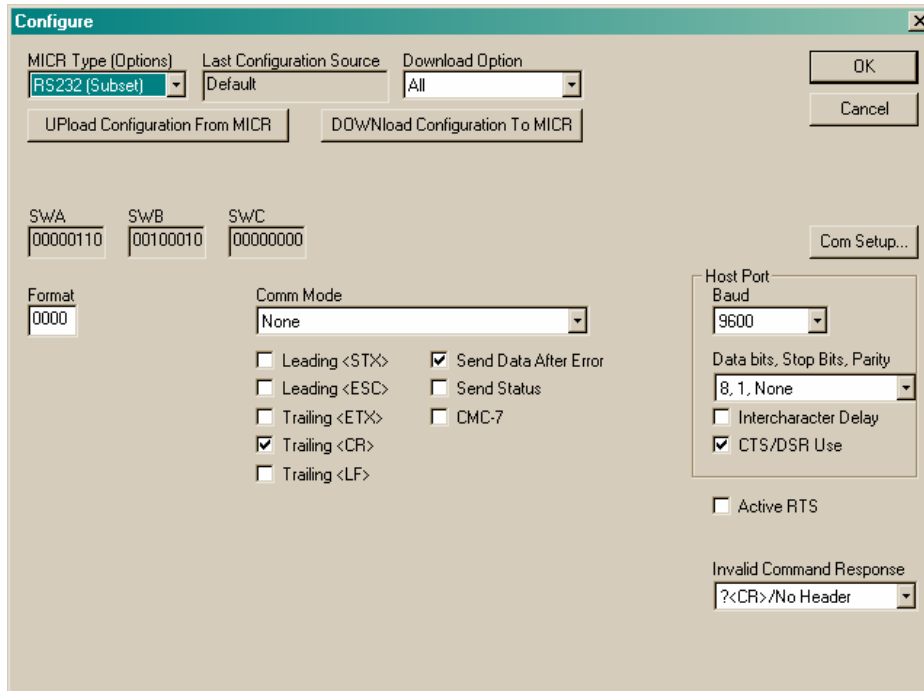 Configure
MICR Type (Options) Last Configuration Source Download Option
RS232 (Subset) Default All OK
UPload Configuration From MICR DOWNload Configuration To MICR Cancel
SWA SWB SWC
00000110 00100010 00000000 Com Setup...
Host Port
Format Comm Mode Baud
0000 None 9600
Leading <STX> Send Data After Error Data bits, Stop Bits, Parity
Leading <ESC> Send Status 8, 1, None
Trailing <ETX> CMC-7 Intercharacter Delay
Trailing <CR> CTS/DSR Use
Trailing <LF>
Active RTS
Invalid Command Response
?<CR>/No Header